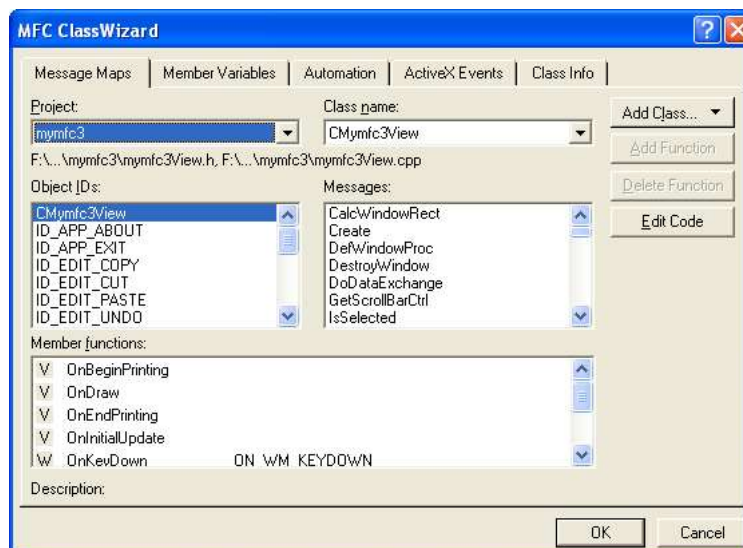 MFC ClassWizard
Message Maps Member Variables Automation ActiveX Events Class Info
Project: Class name:
mymfc3 CMymfc3View
Add Class...
F:\...\mymfc3\mymfc3View.h, F:\...\mymfc3\mymfc3View.cpp
Add Function
Object IDs: Messages:
Delete Function
CMymfc3View CalcWindowRect
ID_APP_ABOUT Create
Edit Code
ID_APP_EXIT DefWindowProc
ID_EDIT_COPY DestroyWindow
ID_EDIT_CUT DoDataExchange
ID_EDIT_PASTE GetScrollBarCtrl
ID_EDIT_UNDO IsSelected
Member functions:
V OnBeginPrinting
V OnDraw
V OnEndPrinting
V OnInitialUpdate
W OnKeyDown ON_WM_KEYDOWN
Description:
OK Cancel